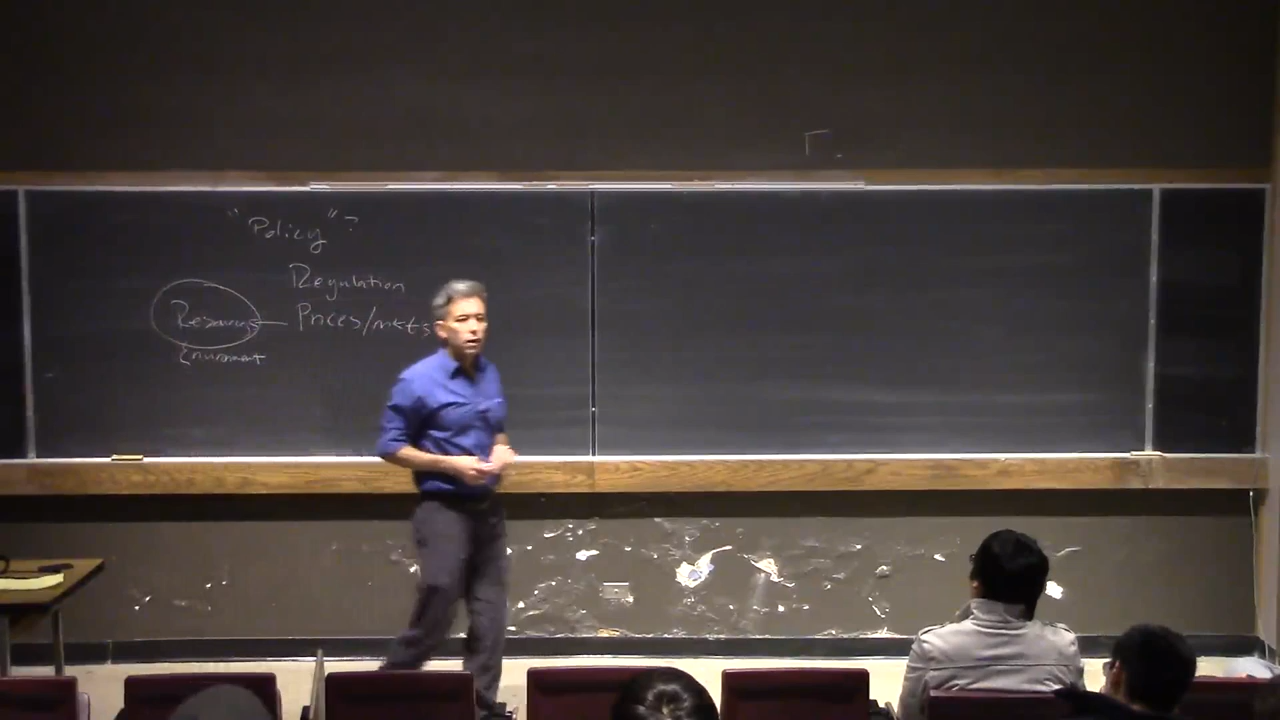 "Policy"?
Regulation
Resources — Prices/mkts
Environment